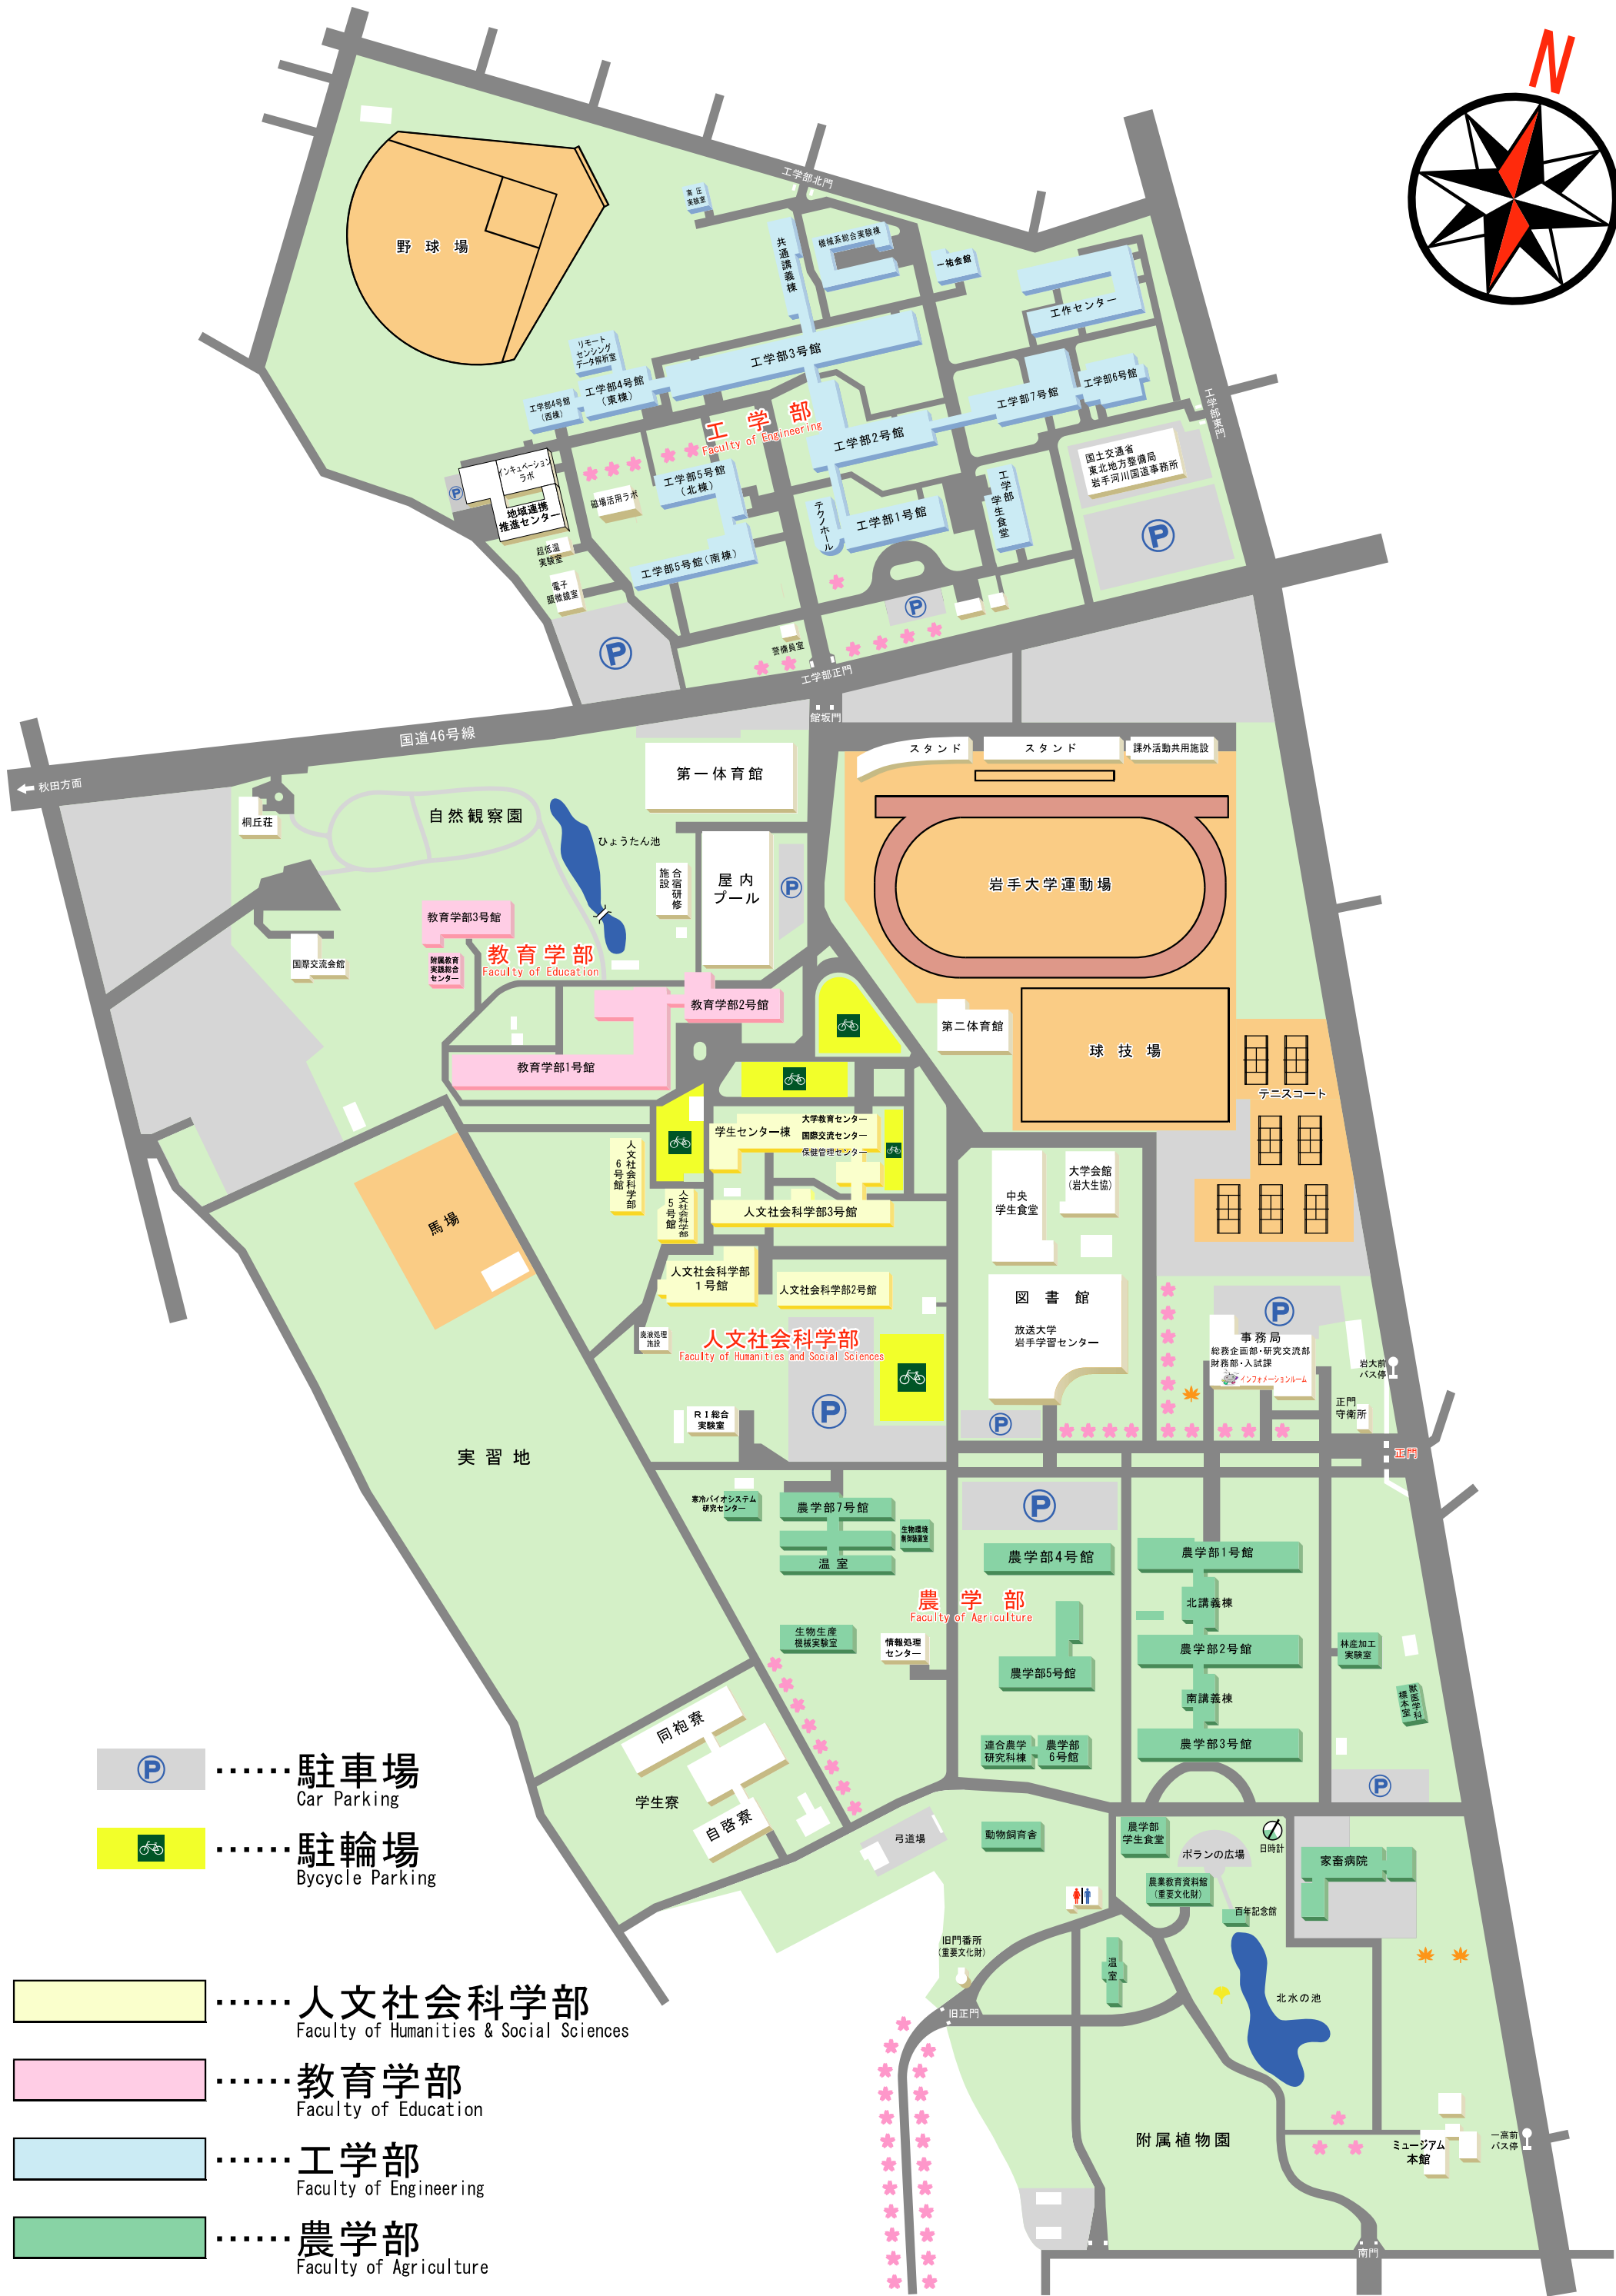 N
工学部北門
高圧
実験室
共通講義棟
機械系総合実験棟
一祐会館
工作センター
野球場
リモート
センシング
データ解析室
工学部3号館
工学部4号館
(東棟)
工学部4号館
(西棟)
工学部7号館
工学部6号館
工学部東門
工学部
Faculty of Engineering
工学部2号館
国土交通省
東北地方整備局
岩手河川国道事務所
インキュベーション
ラボ
地域連携
推進センター
工学部5号館
(北棟)
磁場活用ラボ
テクノホール
工学部1号館
工学部
学生食堂
P
P
超低温
実験室
電子
顕微鏡室
工学部5号館(南棟)
P
P
警備員室
工学部正門
館坂門
国道46号線
秋田方面
スタンド
スタンド
課外活動共用施設
第一体育館
桐丘荘
自然観察園
ひょうたん池
合宿研修
施設
屋内
プール
P
岩手大学運動場
教育学部3号館
附属教育
実践総合
センター
教育学部
Faculty of Education
国際交流会館
教育学部2号館
第二体育館
球技場
教育学部1号館
テニスコート
学生センター棟
大学教育センター
国際交流センター
保健管理センター
人文社会科学部
6号館
人文社会科学部
5号館
人文社会科学部3号館
中央
学生食堂
大学会館
(岩大生協)
馬場
人文社会科学部
1号館
人文社会科学部2号館
図書館
放送大学
岩手学習センター
廃液処理
施設
人文社会科学部
Faculty of Humanities and Social Sciences
P
P
事務局
総務企画部・研究交流部
財務部・入試課
インフォメーションルーム
岩大前
バス停
正門
守衛所
正門
RI総合
実験室
P
実習地
寒冷バイオシステム
研究センター
農学部7号館
生物環境
制御装置室
温室
P
農学部4号館
農学部1号館
農学部
Faculty of Agriculture
北講義棟
生物生産
機械実験室
情報処理
センター
農学部2号館
林産加工
実験室
農学部5号館
南講義棟
獣医学科
標本室
同袍寮
連合農学
研究科棟
農学部
6号館
農学部3号館
学生寮
自啓寮
P
弓道場
動物飼育舎
農学部
学生食堂
ポランの広場
日時計
家畜病院
農業教育資料館
(重要文化財)
百年記念館
旧門番所
(重要文化財)
温室
旧正門
北水の池
附属植物園
ミュージアム
本館
一高前
バス停
南門
P
……駐車場
Car Parking
……駐輪場
Bycycle Parking
……人文社会科学部
Faculty of Humanities & Social Sciences
……教育学部
Faculty of Education
……工学部
Faculty of Engineering
……農学部
Faculty of Agriculture